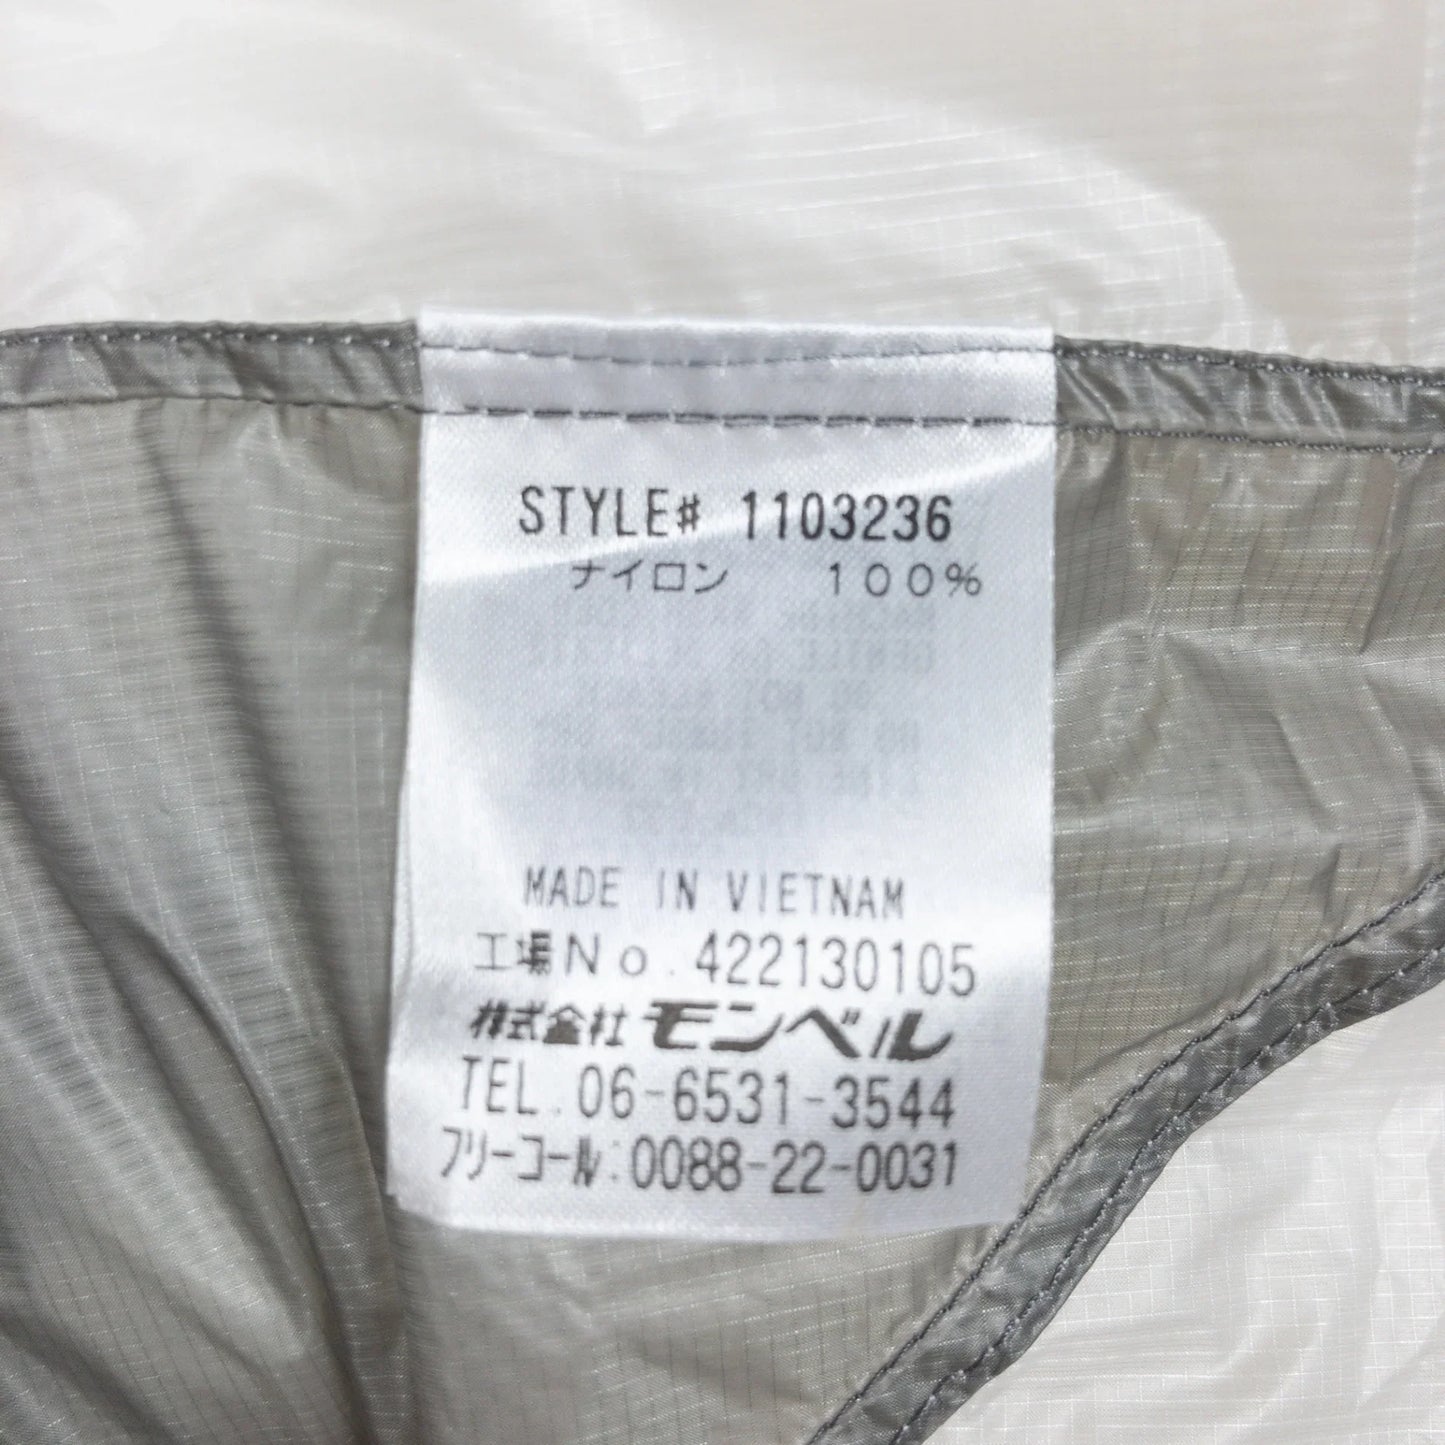 STYLE# 1103236
ナイロン 100%
MADE IN VIETNAM
工場No.422130105
株式会社モンベル
TEL.06-6531-3544
フリーコール:0088-22-0031